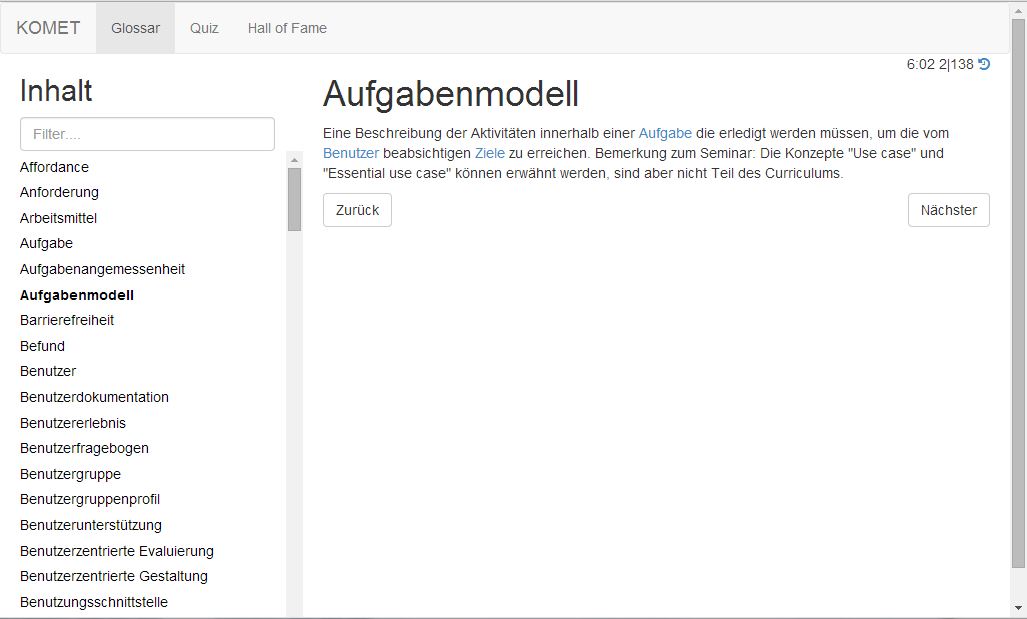 KOMET Glossar Quiz Hall of Fame
6:02 2|138
Inhalt
Filter....
Affordance
Anforderung
Arbeitsmittel
Aufgabe
Aufgabenangemessenheit
Aufgabenmodell
Barrierefreiheit
Befund
Benutzer
Benutzerdokumentation
Benutzererlebnis
Benutzerfragebogen
Benutzergruppe
Benutzergruppenprofil
Benutzerunterstützung
Benutzerzentrierte Evaluierung
Benutzerzentrierte Gestaltung
Benutzungsschnittstelle
Aufgabenmodell
Eine Beschreibung der Aktivitäten innerhalb einer Aufgabe die erledigt werden müssen, um die vom
Benutzer beabsichtigen Ziele zu erreichen. Bemerkung zum Seminar: Die Konzepte "Use case" und
"Essential use case" können erwähnt werden, sind aber nicht Teil des Curriculums.
Zurück Nächster